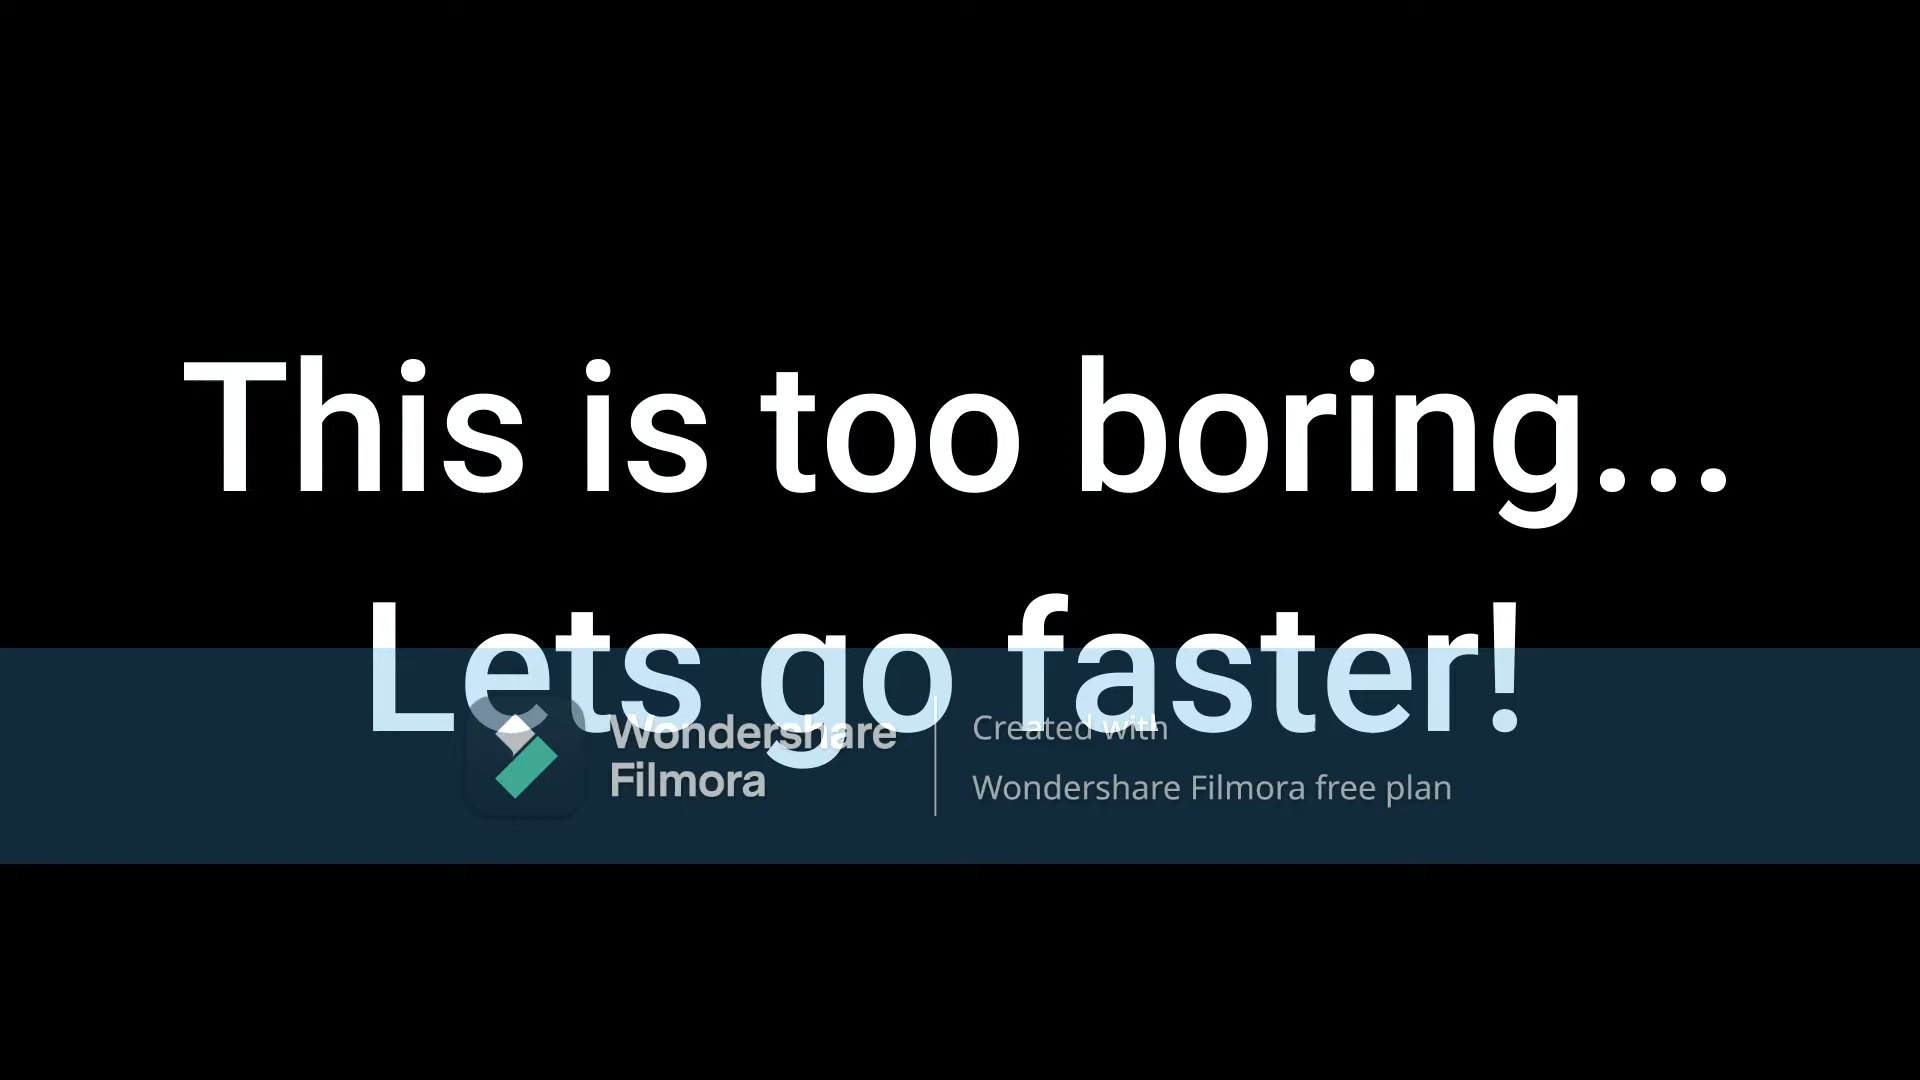 This is too boring...
Lets go faster!
Wondershare
Filmora
Created with
Wondershare Filmora free plan